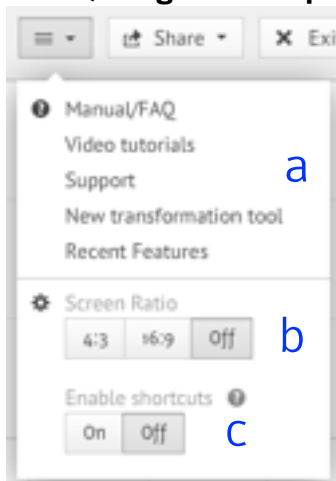 Share
Exi
Manual/FAQ
Video tutorials
a
Support
New transformation tool
Recent Features
Screen Ratio
4:3 16:9 Off
b
Enable shortcuts
On Off
c